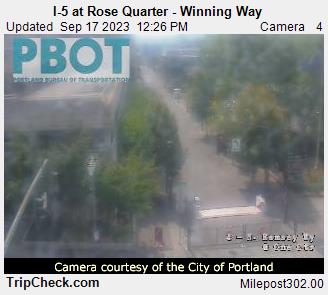 I-5 at Rose Quarter - Winning Way
Updated Sep 17 2023 12:26 PM Camera 4
PBOT
PORTLAND BUREAU OF TRANSPORTATION
Camera courtesy of the City of Portland
TripCheck.com Milepost302.00